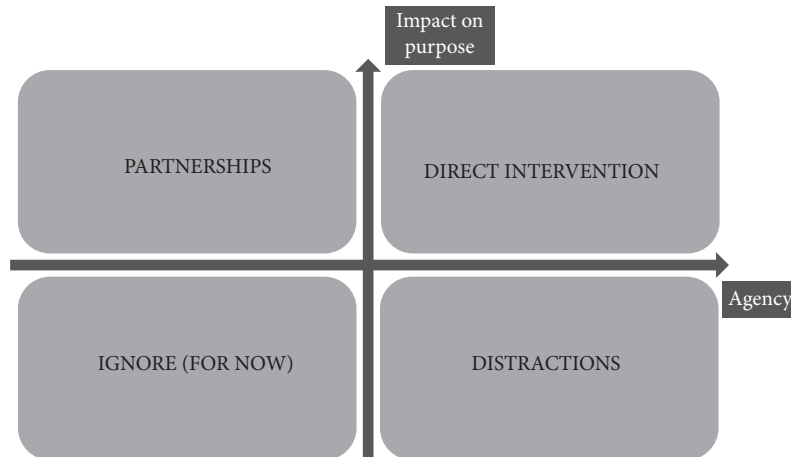 Impact on
purpose
PARTNERSHIPS
DIRECT INTERVENTION
Agency
IGNORE (FOR NOW)
DISTRACTIONS